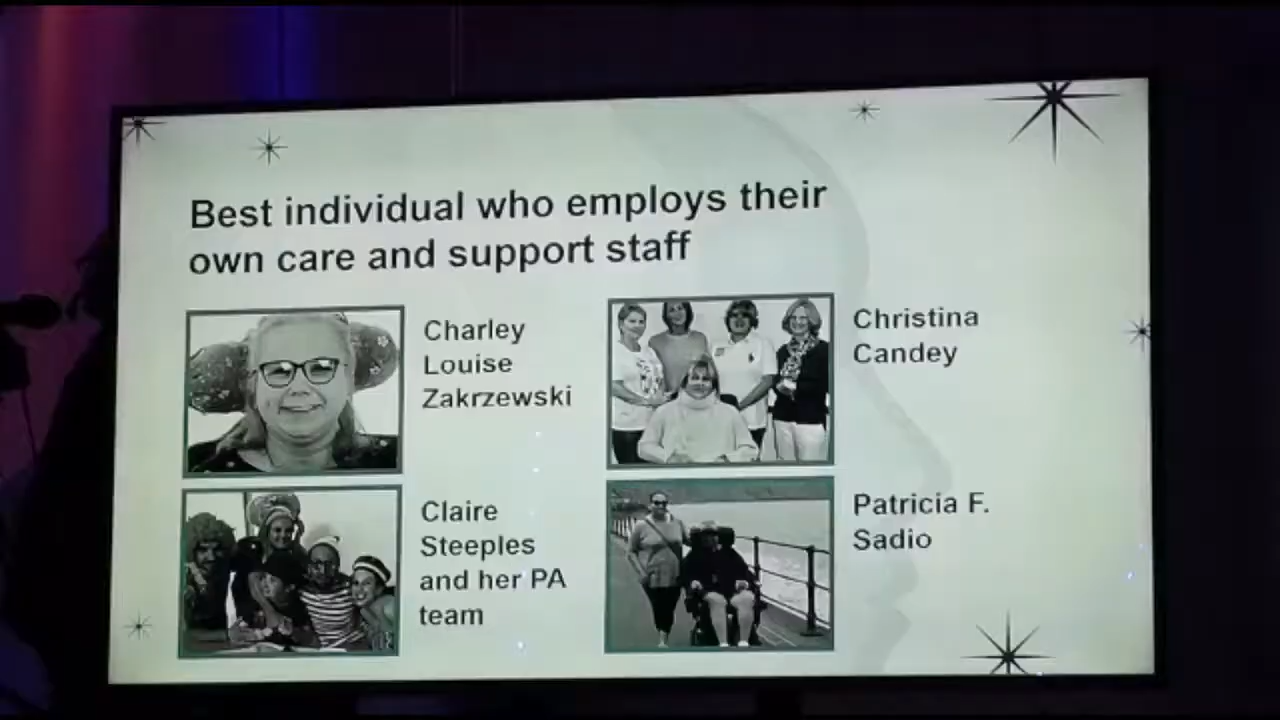 Best individual who employs their
own care and support staff
Charley
Louise
Zakrzewski
Christina
Candey
Claire
Steeples
and her PA
team
Patricia F.
Sadio